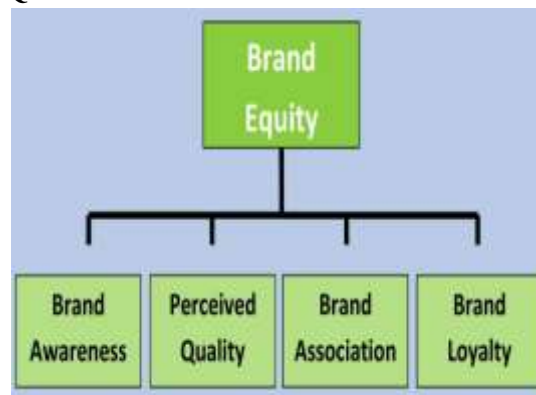 Brand
Equity
Brand
Awareness
Perceived
Quality
Brand
Association
Brand
Loyalty